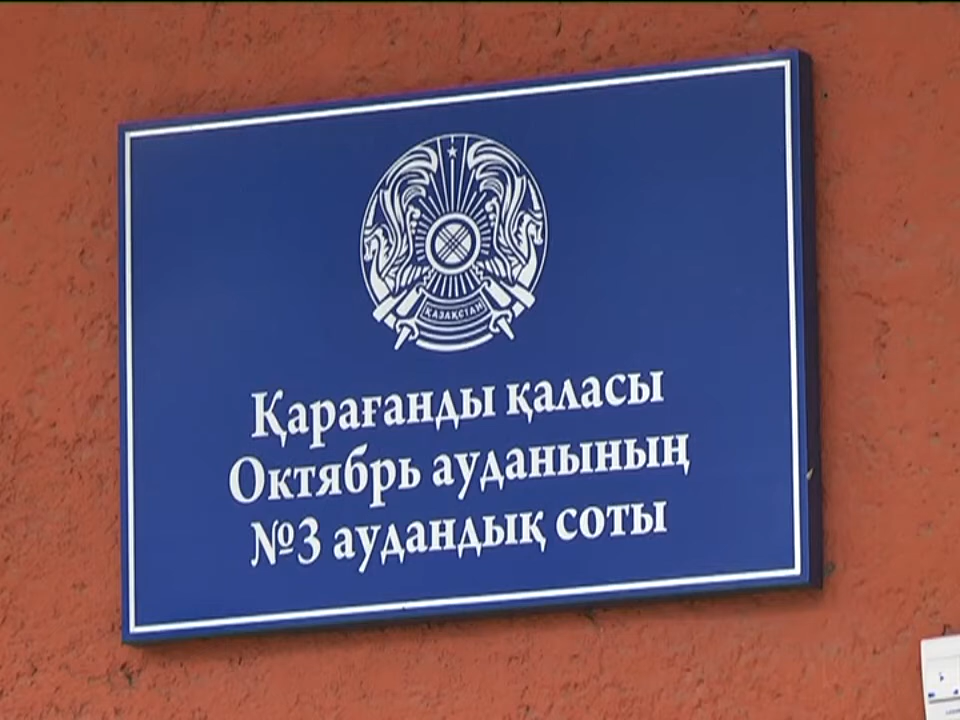 ҚАЗАҚСТАН
Қарағанды қаласы
Октябрь ауданының
№3 аудандық соты